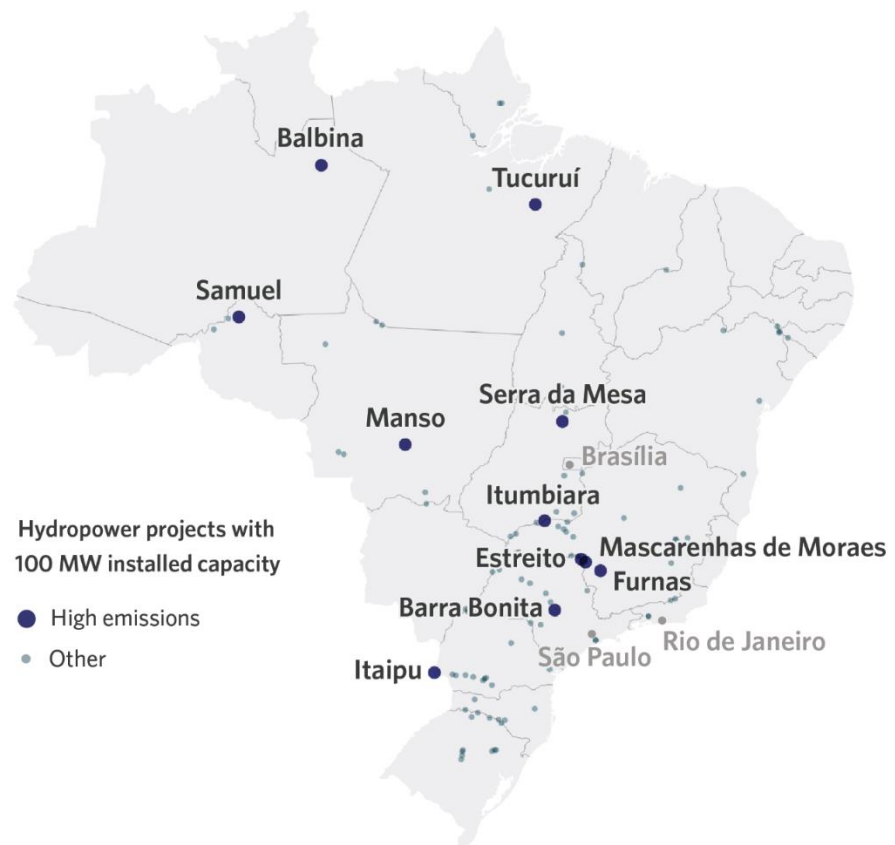 Balbina
Tucuruí
Samuel
Serra da Mesa
Manso
Brasília
Itumbiara
Hydropower projects with
100 MW installed capacity
Estreito
Mascarenhas de Moraes
Furnas
High emissions
Barra Bonita
Other
São Paulo
Rio de Janeiro
Itaipu